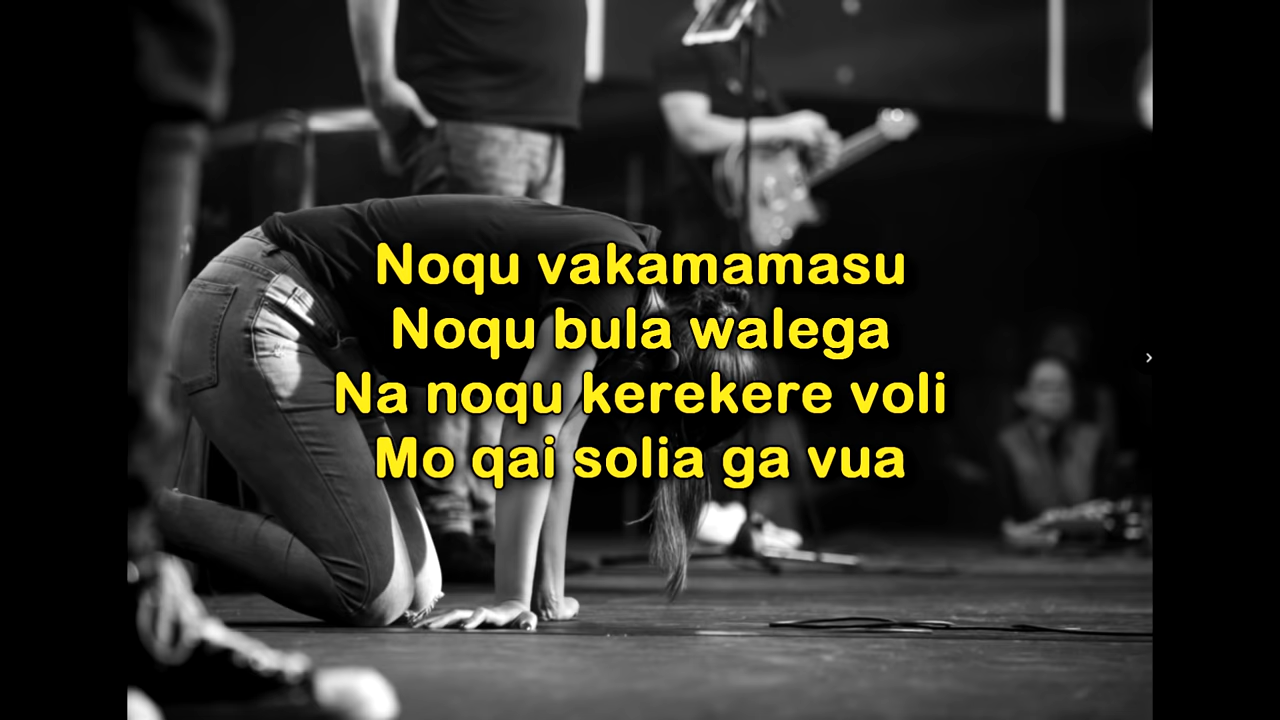 Noqu vakamamasu
Noqu bula walega
Na noqu kerekere voli
Mo qai solia ga vua